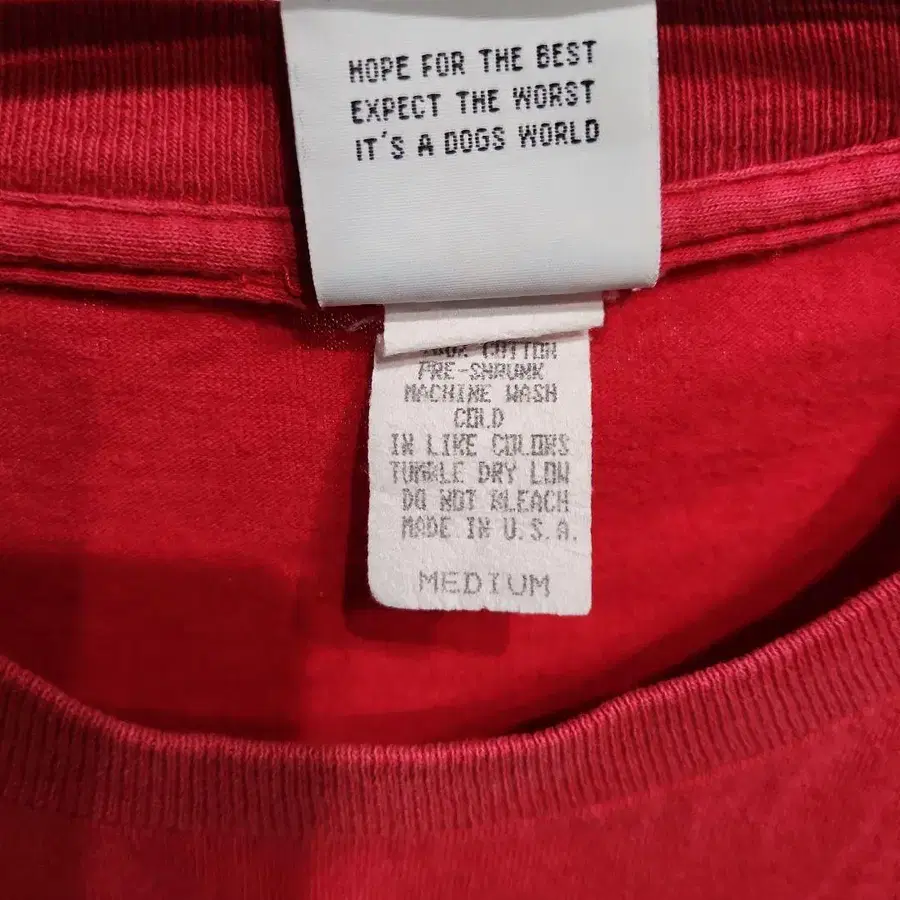 HOPE FOR THE BEST
EXPECT THE WORST
IT'S A DOGS WORLD
100% COTTON
PRE-SHRUNK
MACHINE WASH
COLD
IN LIKE COLORS
TUMBLE DRY LOW
DO NOT BLEACH
MADE IN U.S.A.
MEDIUM